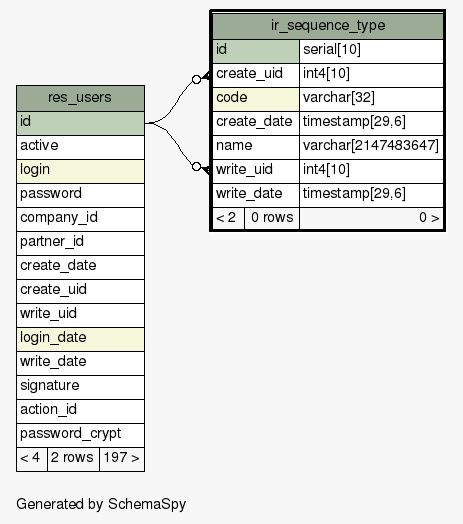 ir_sequence_type
id serial[10]
create_uid int4[10]
code varchar[32]
create_date timestamp[29,6]
name varchar[2147483647]
write_uid int4[10]
write_date timestamp[29,6]
< 2 0 rows 0 >
res_users
id
active
login
password
company_id
partner_id
create_date
create_uid
write_uid
login_date
write_date
signature
action_id
password_crypt
< 4 2 rows 197 >
Generated by SchemaSpy